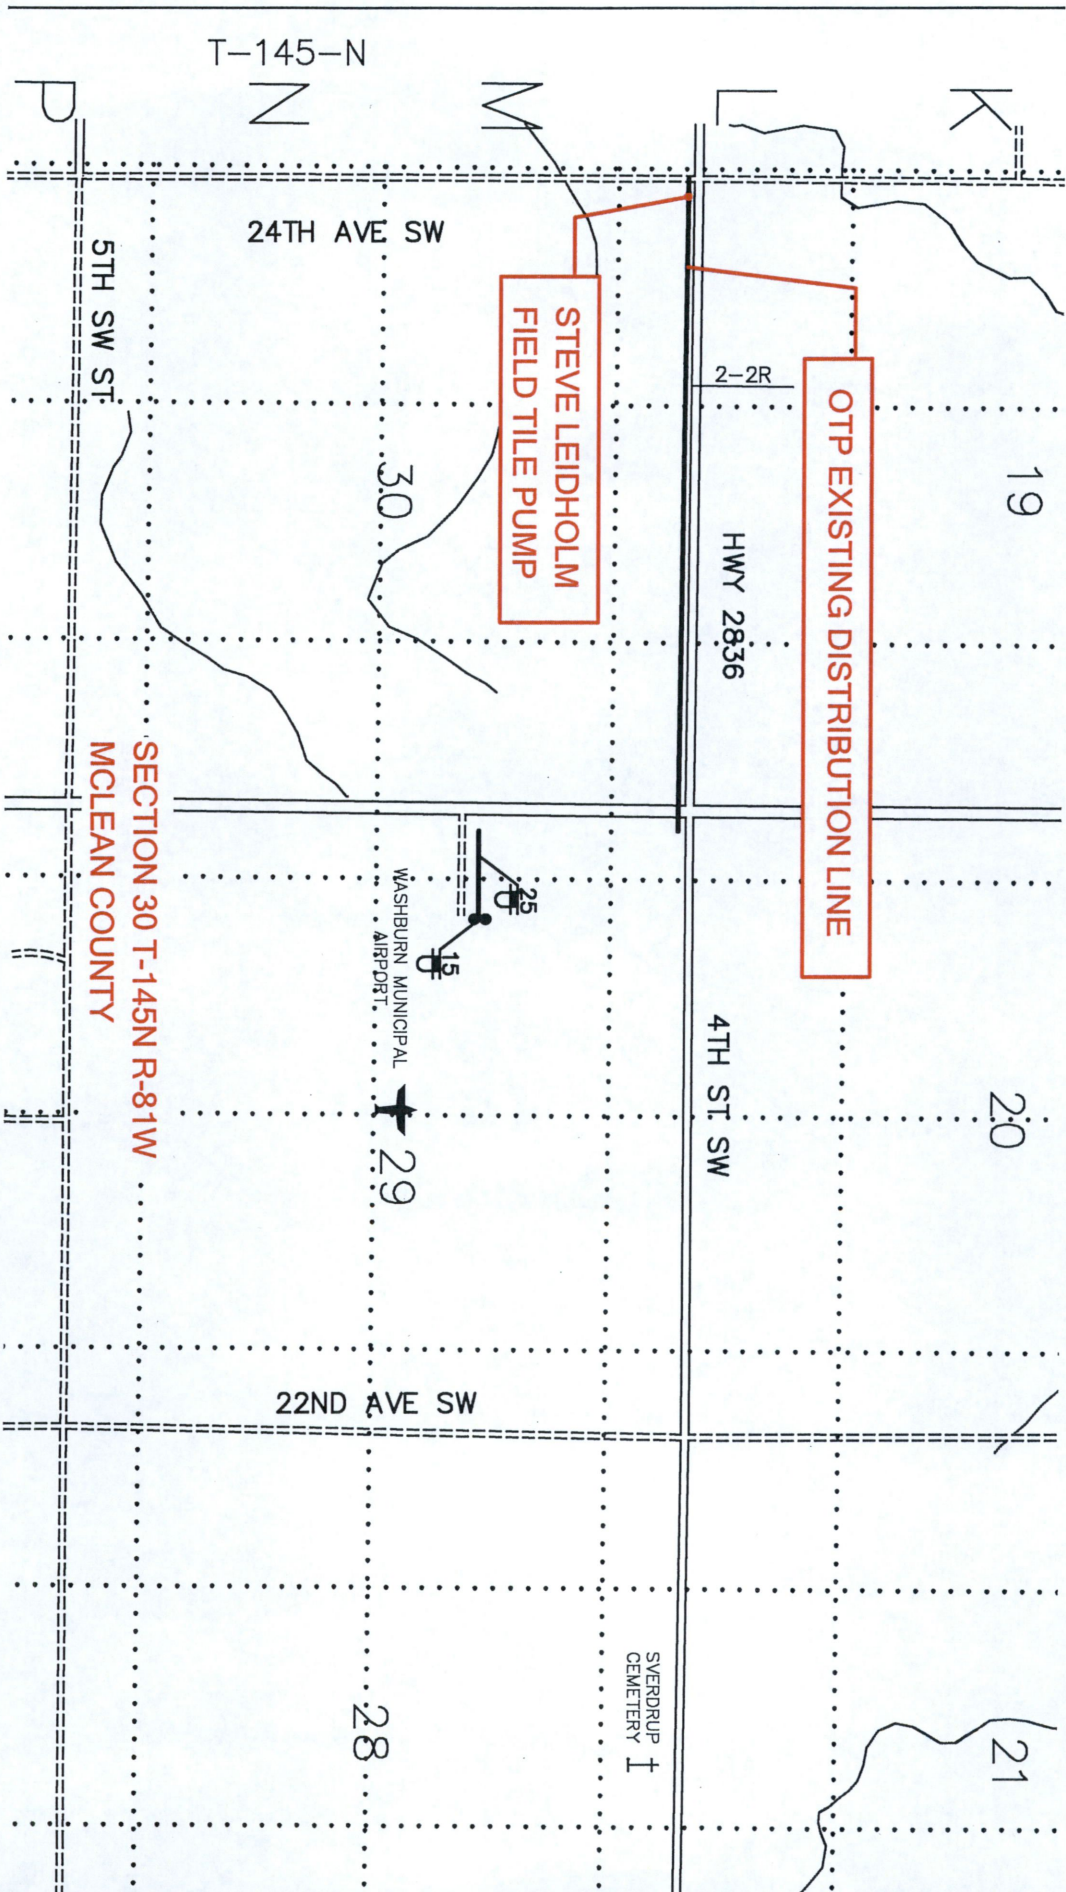 T-145-N
K
L
M
N
P
24TH AVE SW
5TH SW ST
STEVE LEIDHOLM
FIELD TILE PUMP
OTP EXISTING DISTRIBUTION LINE
2-2R
HWY 2836
19
30
SECTION 30 T-145N R-81W
MCLEAN COUNTY
25
15
WASHBURN MUNICIPAL
AIRPORT
4TH ST SW
20
29
22ND AVE SW
SVERDRUP
CEMETERY
21
28